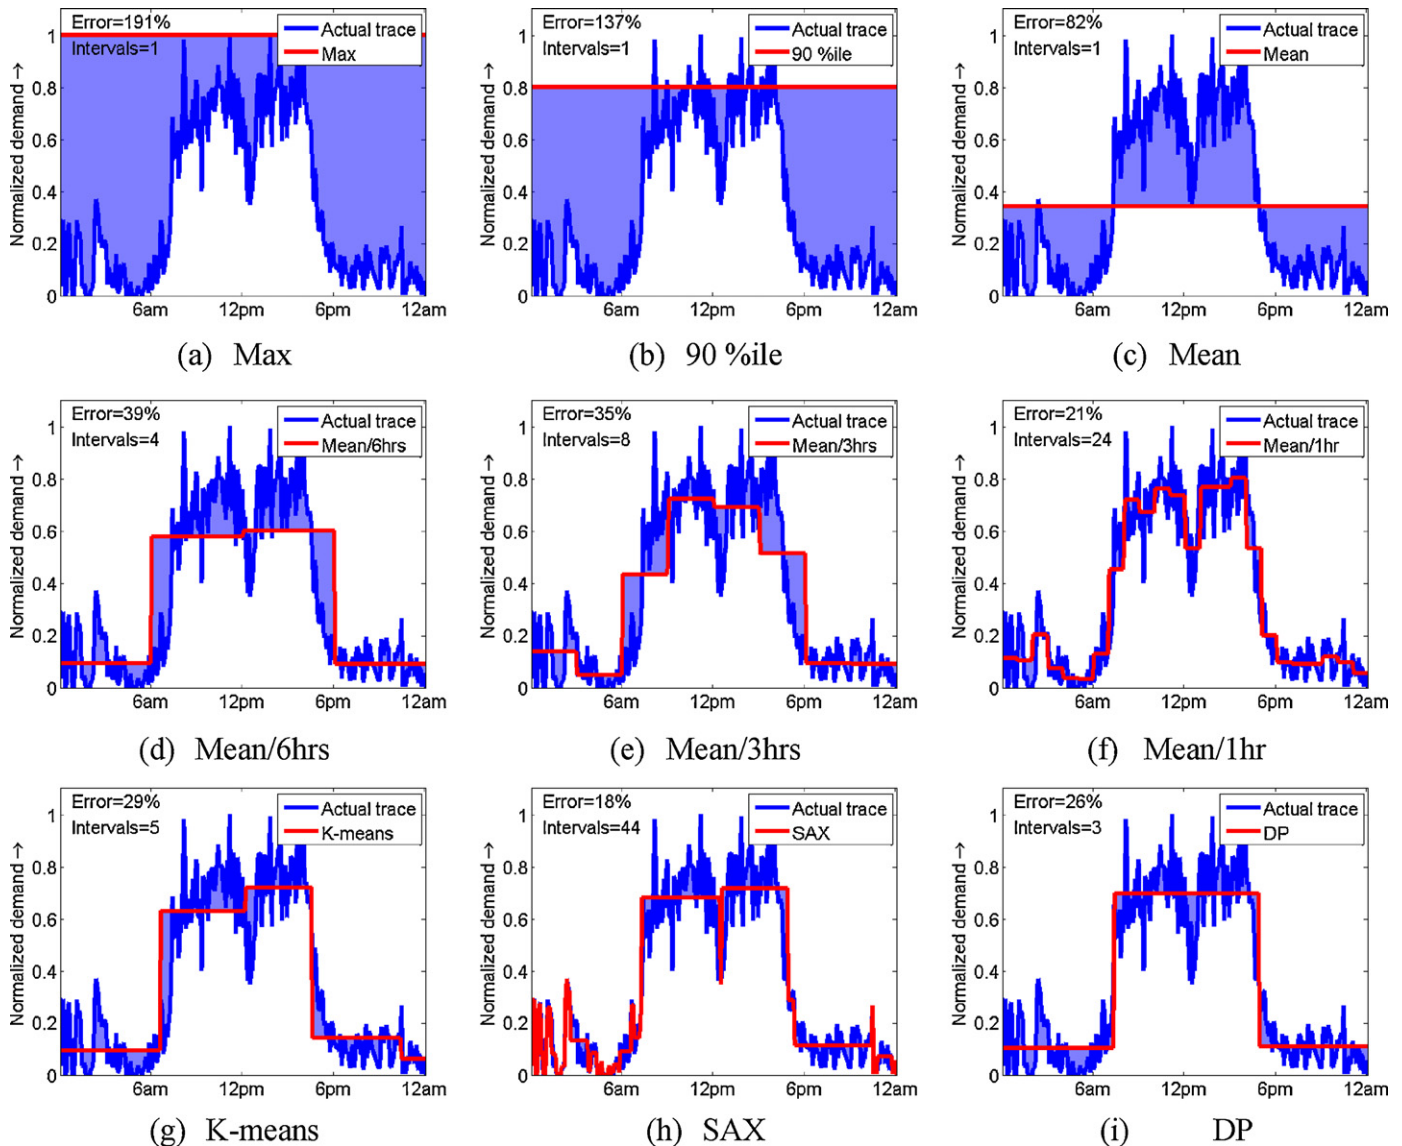 Error=191%
Intervals=1
Actual trace
Max
Normalized demand →
1
0.8
0.6
0.4
0.2
0
6am 12pm 6pm 12am
(a) Max
Error=137%
Intervals=1
Actual trace
90 %ile
Normalized demand →
1
0.8
0.6
0.4
0.2
0
6am 12pm 6pm 12am
(b) 90 %ile
Error=82%
Intervals=1
Actual trace
Mean
Normalized demand →
1
0.8
0.6
0.4
0.2
0
6am 12pm 6pm 12am
(c) Mean
Error=39%
Intervals=4
Actual trace
Mean/6hrs
Normalized demand →
1
0.8
0.6
0.4
0.2
0
6am 12pm 6pm 12am
(d) Mean/6hrs
Error=35%
Intervals=8
Actual trace
Mean/3hrs
Normalized demand →
1
0.8
0.6
0.4
0.2
0
6am 12pm 6pm 12am
(e) Mean/3hrs
Error=21%
Intervals=24
Actual trace
Mean/1hr
Normalized demand →
1
0.8
0.6
0.4
0.2
0
6am 12pm 6pm 12am
(f) Mean/1hr
Error=29%
Intervals=5
Actual trace
K-means
Normalized demand →
1
0.8
0.6
0.4
0.2
0
6am 12pm 6pm 12am
(g) K-means
Error=18%
Intervals=44
Actual trace
SAX
Normalized demand →
1
0.8
0.6
0.4
0.2
0
6am 12pm 6pm 12am
(h) SAX
Error=26%
Intervals=3
Actual trace
DP
Normalized demand →
1
0.8
0.6
0.4
0.2
0
6am 12pm 6pm 12am
(i) DP